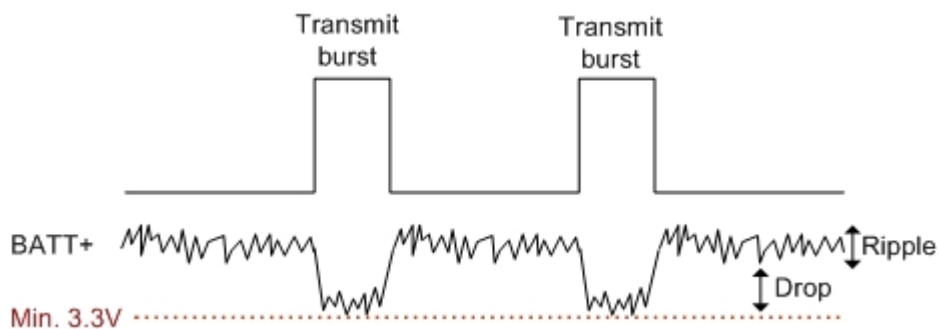 Transmit
burst
Transmit
burst
BATT+
Ripple
Drop
Min. 3.3V